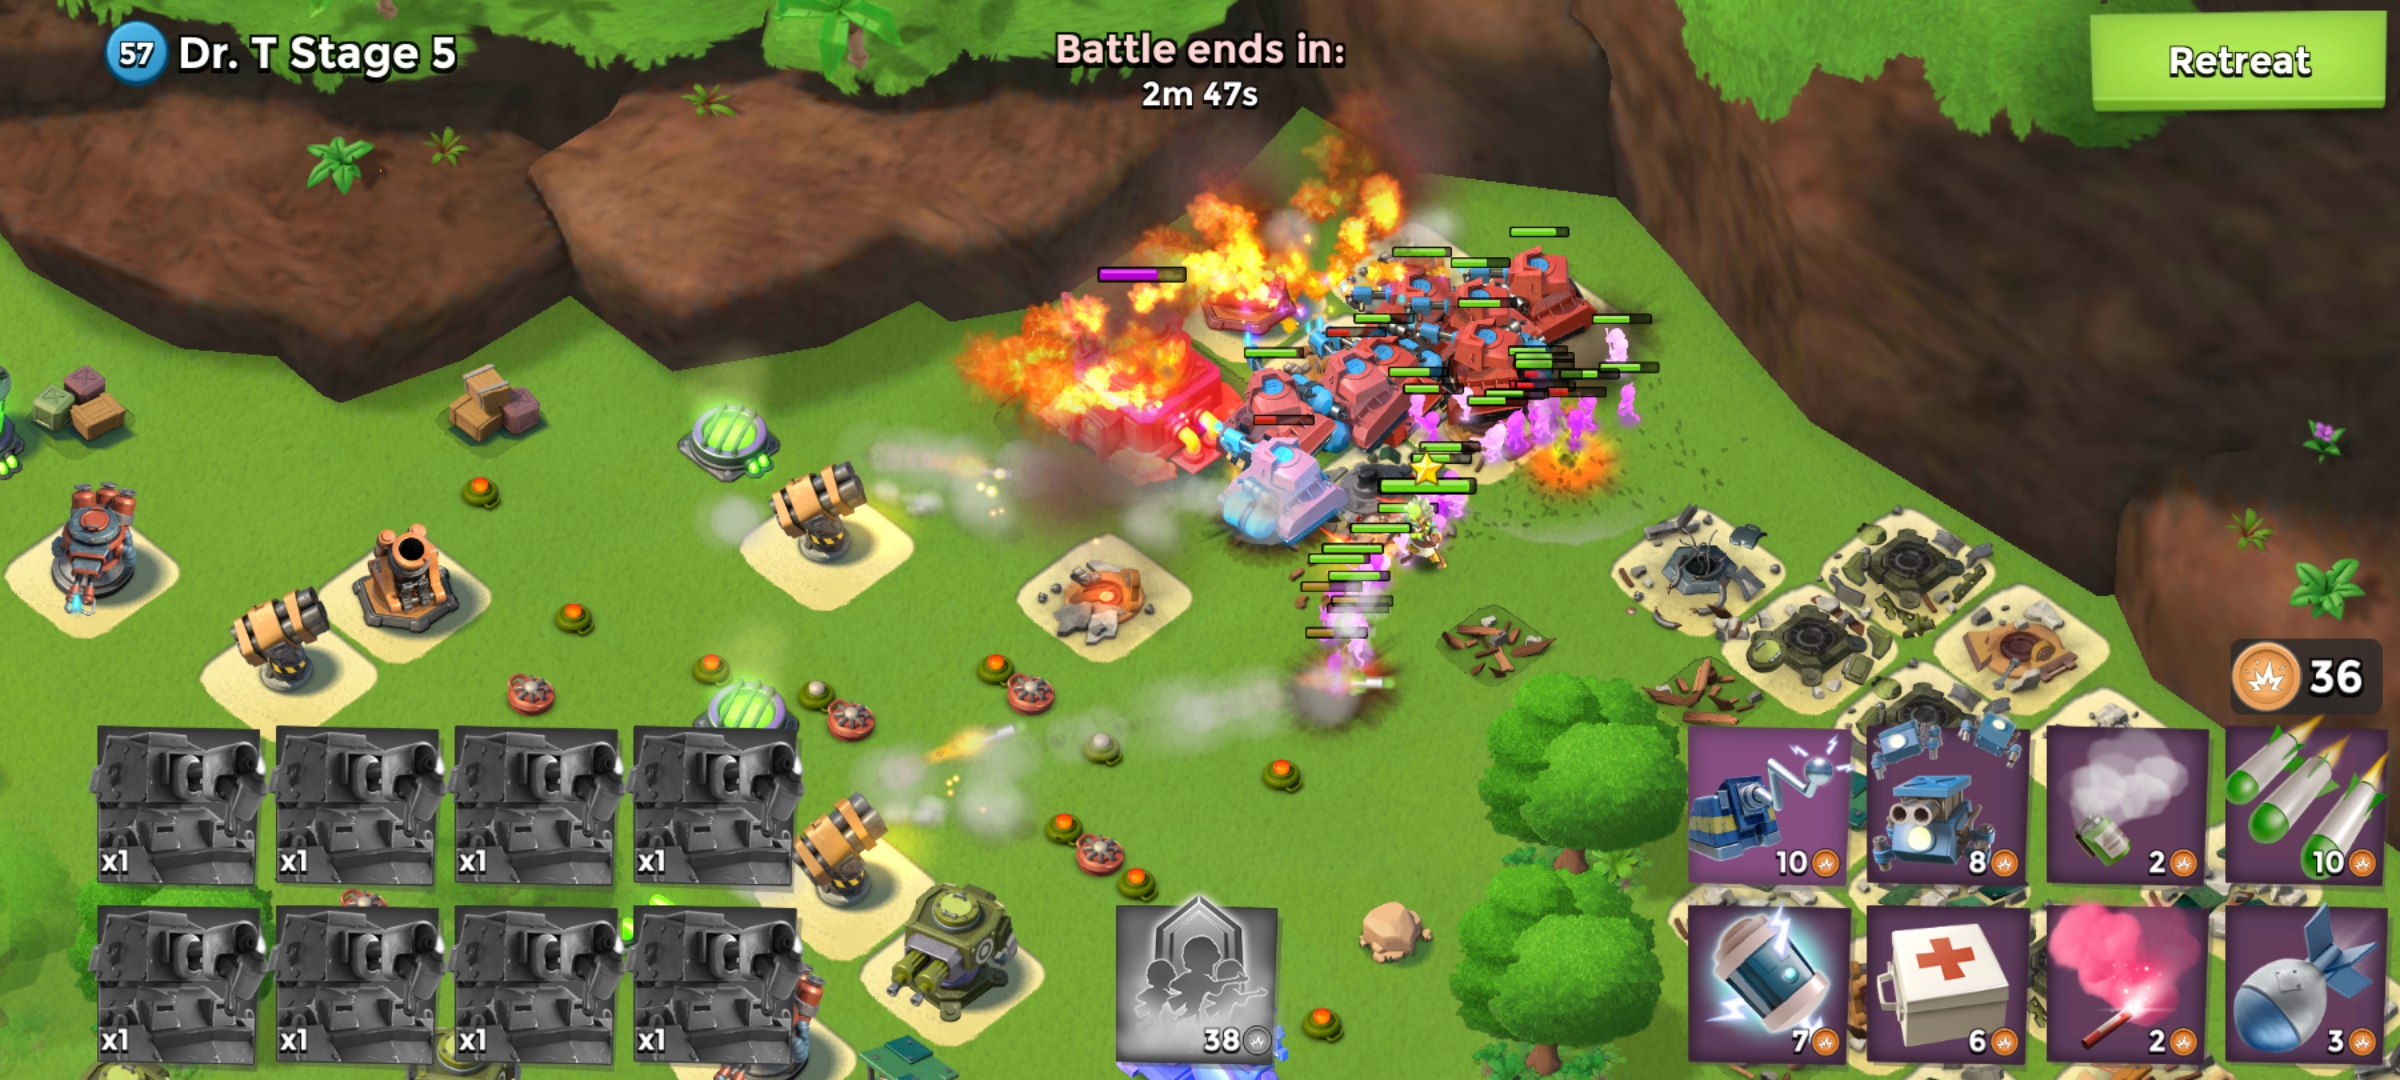 57 Dr. T Stage 5
Battle ends in:
2m 47s
Retreat
36
x1 x1 x1 x1
10 8 2 10
x1 x1 x1 x1
38
7 6 2 3